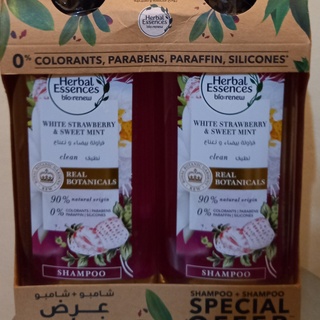 Herbal
Essences
0% COLORANTS, PARABENS, PARAFFIN, SILICONES*
Herbal
Essences
bio:renew
WHITE STRAWBERRY
& SWEET MINT
فراولة بيضاء و نعناع
clean تنظيف
REAL
BOTANICALS
90% natural origin
0% COLORANTS | PARABENS
PARAFFIN | SILICONES
SHAMPOO
Herbal
Essences
bio:renew
WHITE STRAWBERRY
& SWEET MINT
فراولة بيضاء و نعناع
clean تنظيف
REAL
BOTANICALS
90% natural origin
0% COLORANTS | PARABENS
PARAFFIN | SILICONES
SHAMPOO
شامبو + شامبو
عرض
SHAMPOO + SHAMPOO
SPECIAL
OFFER